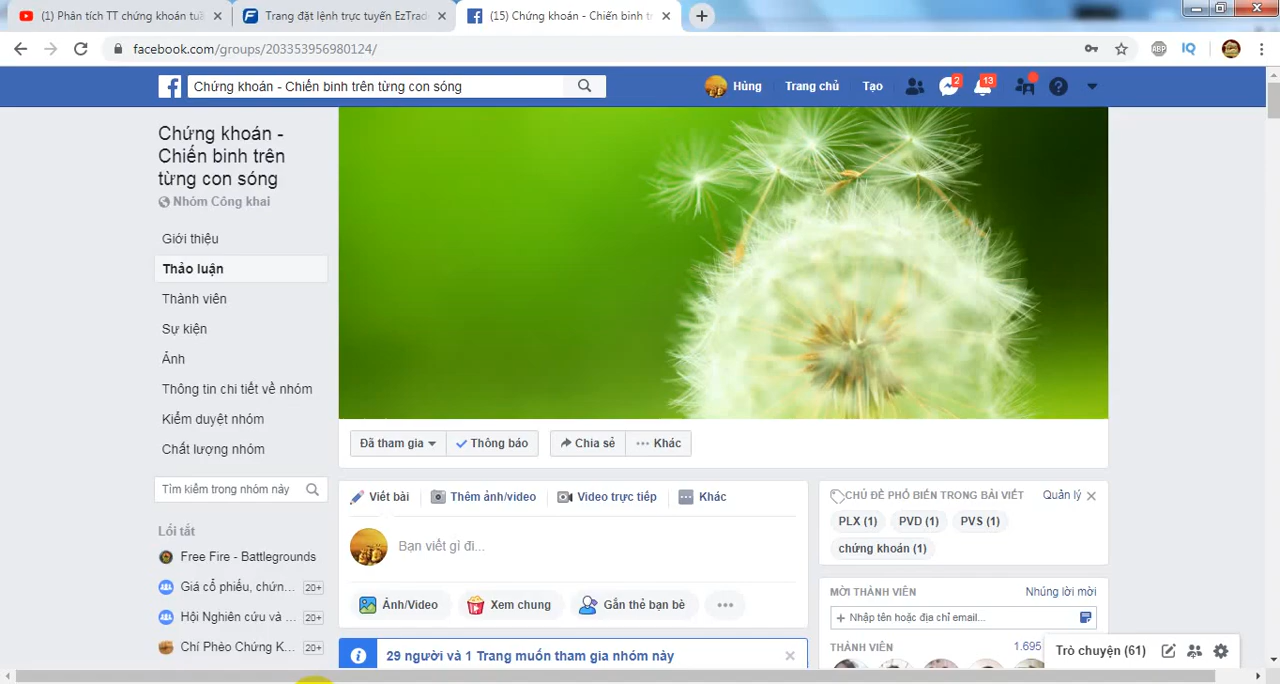 (1) Phân tích TT chứng khoán tuầ
Trang đặt lệnh trực tuyến EzTrad
(15) Chứng khoán - Chiến binh tr
facebook.com/groups/203353956980124/
ABP
IQ
Chứng khoán - Chiến binh trên từng con sóng
Hùng
Trang chủ
Tạo
2
13
Chứng khoán -
Chiến binh trên
từng con sóng
Nhóm Công khai
Giới thiệu
Thảo luận
Thành viên
Sự kiện
Ảnh
Thông tin chi tiết về nhóm
Kiểm duyệt nhóm
Chất lượng nhóm
Tìm kiếm trong nhóm này
Lối tắt
Free Fire - Battlegrounds
Giá cổ phiếu, chứn... 20+
Hội Nghiên cứu và ... 20+
Chí Phèo Chứng K... 20+
Đã tham gia
Thông báo
Chia sẻ
Khác
Viết bài
Thêm ảnh/video
Video trực tiếp
Khác
Bạn viết gì đi...
Ảnh/Video
Xem chung
Gắn thẻ bạn bè
29 người và 1 Trang muốn tham gia nhóm này
CHỦ ĐỀ PHỔ BIẾN TRONG BÀI VIẾT
Quản lý
PLX (1)
PVD (1)
PVS (1)
chứng khoán (1)
MỜI THÀNH VIÊN
Nhúng lời mời
+ Nhập tên hoặc địa chỉ email...
THÀNH VIÊN
1.695
Trò chuyện (61)